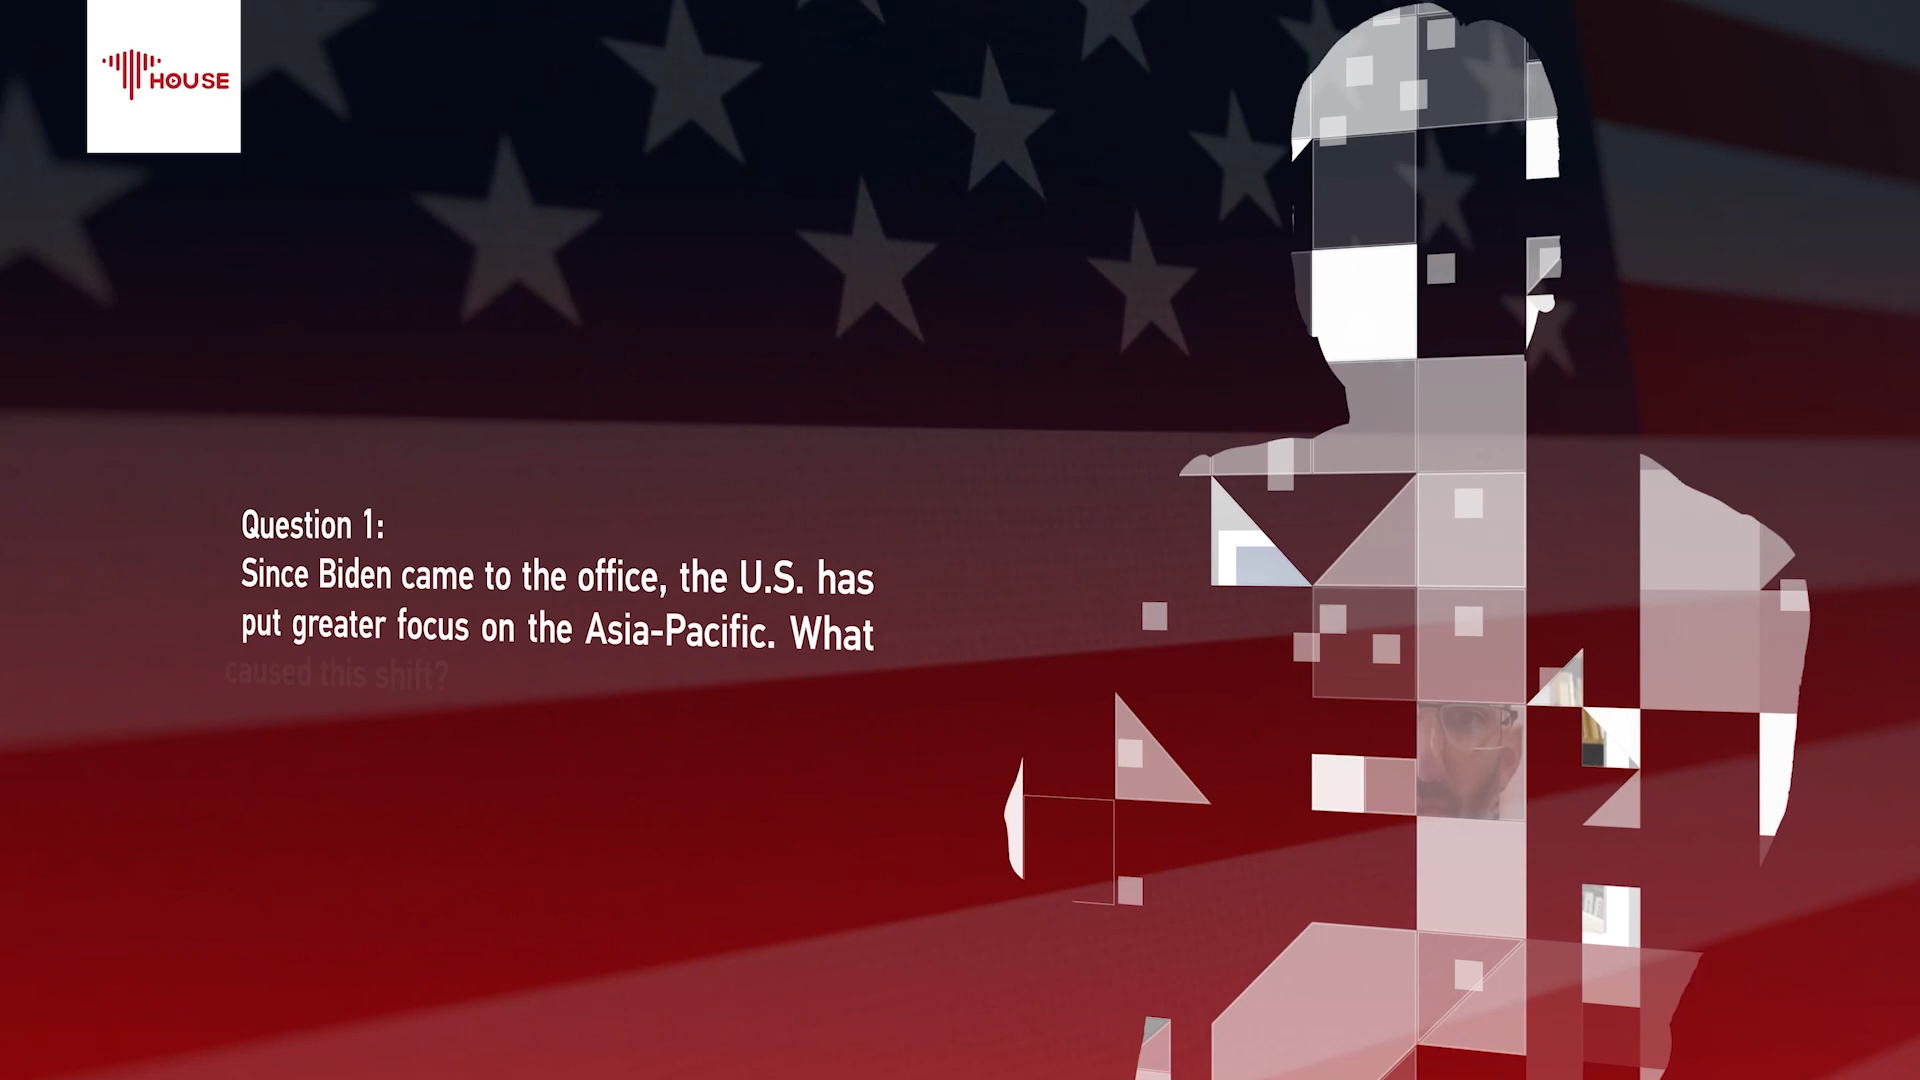 HOUSE
Question 1:
Since Biden came to the office, the U.S. has
put greater focus on the Asia-Pacific. What
caused this shift?